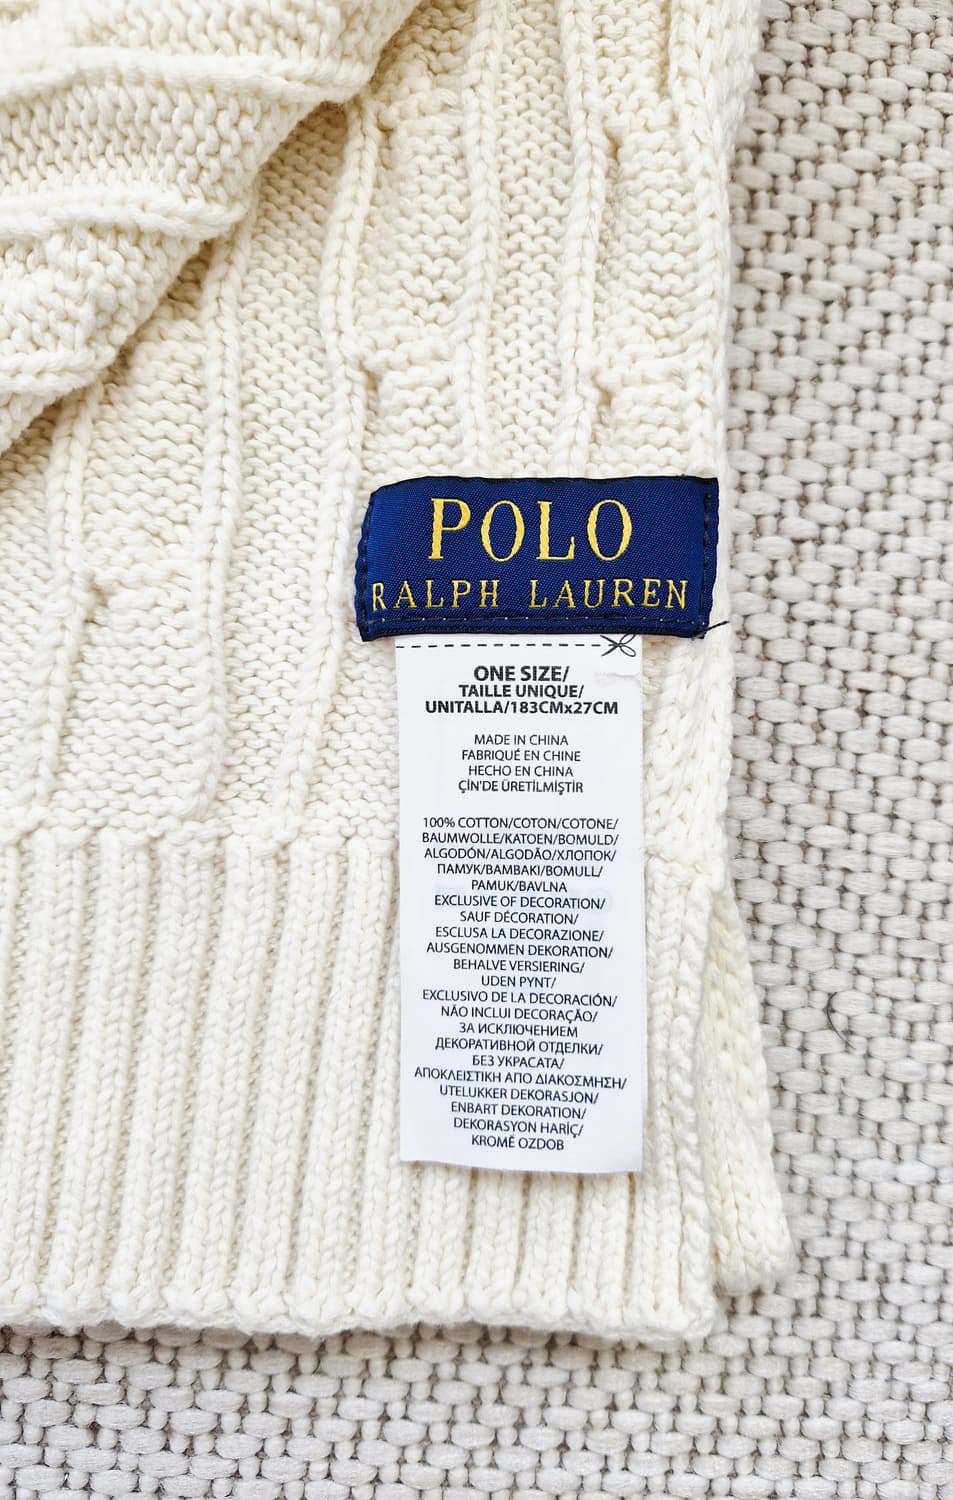 POLO
RALPH LAUREN
ONE SIZE/
TAILLE UNIQUE/
UNITALLA/183CMx27CM
MADE IN CHINA
FABRIQUÉ EN CHINE
HECHO EN CHINA
ÇİN'DE ÜRETİLMİŞTİR
100% COTTON/COTON/COTONE/
BAUMWOLLE/KATOEN/BOMULD/
ALGODÓN/ALGODÃO/ХЛОПОК/
ПАМУК/ΒΑΜΒΑΚΙ/BOMULL/
PAMUK/BAVLNA
EXCLUSIVE OF DECORATION/
SAUF DÉCORATION/
ESCLUSA LA DECORAZIONE/
AUSGENOMMEN DEKORATION/
BEHALVE VERSIERING/
UDEN PYNT/
EXCLUSIVO DE LA DECORACIÓN/
NÃO INCLUI DECORAÇÃO/
ЗА ИСКЛЮЧЕНИЕМ
ДЕКОРАТИВНОЙ ОТДЕЛКИ/
БЕЗ УКРАСАТА/
ΑΠΟΚΛΕΙΣΤΙΚΗ ΑΠΟ ΔΙΑΚΟΣΜΗΣΗ/
UTELUKKER DEKORASJON/
ENBART DEKORATION/
DEKORASYON HARİÇ/
KROMĚ OZDOB